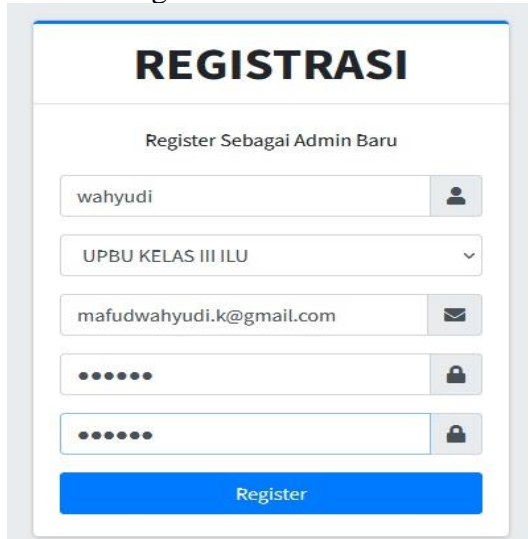 REGISTRASI
Register Sebagai Admin Baru
wahyudi
UPBU KELAS III ILU
mafudwahyudi.k@gmail.com
••••••
••••••
Register